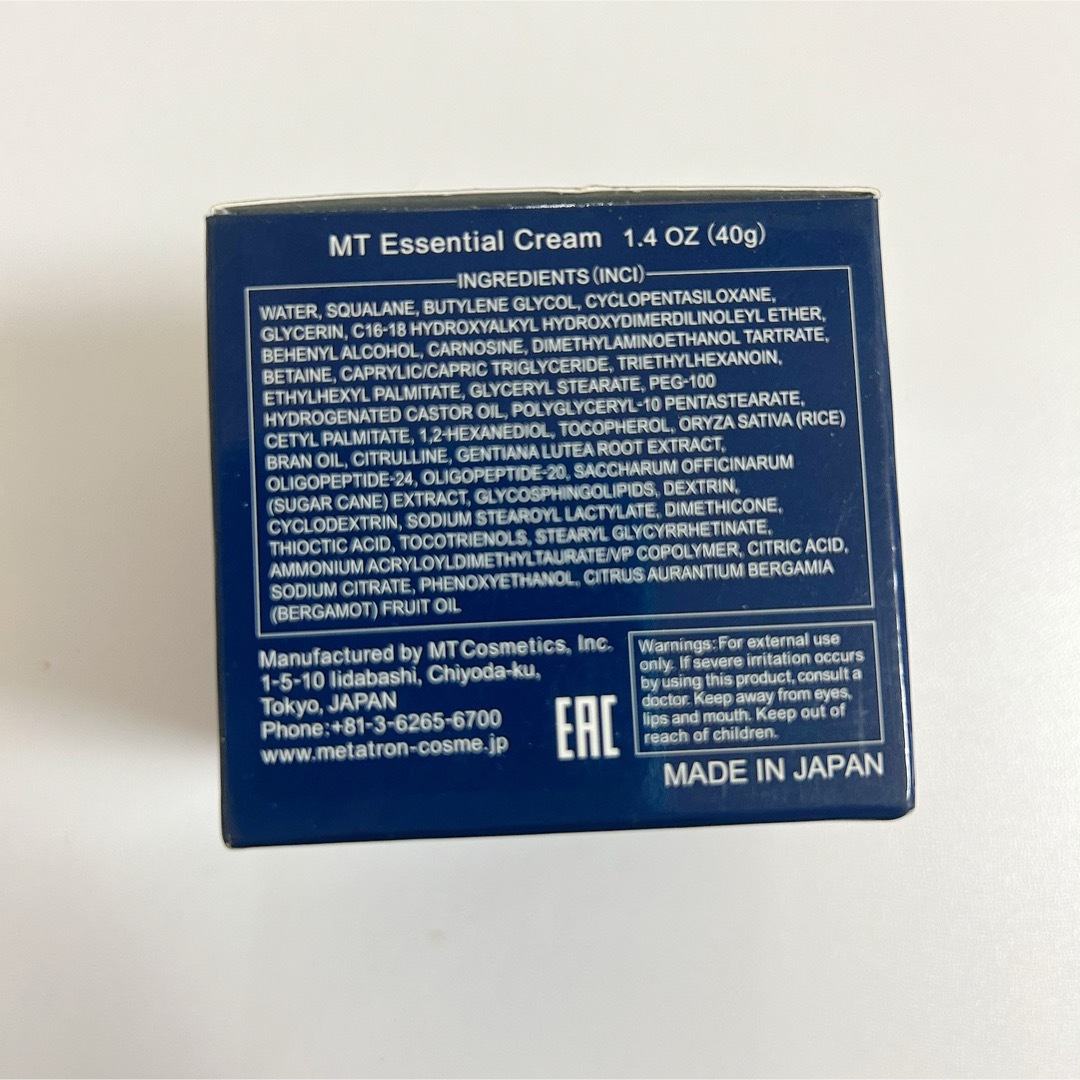 MT Essential Cream 1.4 OZ (40g)
INGREDIENTS (INCI)
WATER, SQUALANE, BUTYLENE GLYCOL, CYCLOPENTASILOXANE,
GLYCERIN, C16-18 HYDROXYALKYL HYDROXYDIMERDILINOLEYL ETHER,
BEHENYL ALCOHOL, CARNOSINE, DIMETHYLAMINOETHANOL TARTRATE,
BETAINE, CAPRYLIC/CAPRIC TRIGLYCERIDE, TRIETHYLHEXANOIN,
ETHYLHEXYL PALMITATE, GLYCERYL STEARATE, PEG-100
HYDROGENATED CASTOR OIL, POLYGLYCERYL-10 PENTASTEARATE,
CETYL PALMITATE, 1,2-HEXANEDIOL, TOCOPHEROL, ORYZA SATIVA (RICE)
BRAN OIL, CITRULLINE, GENTIANA LUTEA ROOT EXTRACT,
OLIGOPEPTIDE-24, OLIGOPEPTIDE-20, SACCHARUM OFFICINARUM
(SUGAR CANE) EXTRACT, GLYCOSPHINGOLIPIDS, DEXTRIN,
CYCLODEXTRIN, SODIUM STEAROYL LACTYLATE, DIMETHICONE,
THIOCTIC ACID, TOCOTRIENOLS, STEARYL GLYCYRRHETINATE,
AMMONIUM ACRYLOYLDIMETHYLTAURATE/VP COPOLYMER, CITRIC ACID,
SODIUM CITRATE, PHENOXYETHANOL, CITRUS AURANTIUM BERGAMIA
(BERGAMOT) FRUIT OIL
Manufactured by MTCosmetics, Inc.
1-5-10 Iidabashi, Chiyoda-ku,
Tokyo, JAPAN
Phone:+81-3-6265-6700
www.metatron-cosme.jp
EAC
Warnings: For external use
only. If severe irritation occurs
by using this product, consult a
doctor. Keep away from eyes,
lips and mouth. Keep out of
reach of children.
MADE IN JAPAN